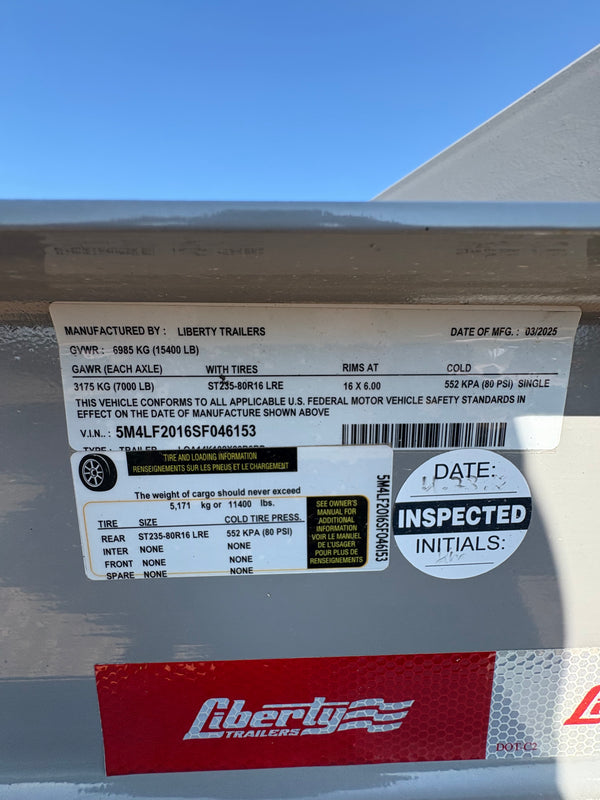 MANUFACTURED BY : LIBERTY TRAILERS DATE OF MFG. : 03/2025
GVWR : 6985 KG (15400 LB)
GAWR (EACH AXLE) WITH TIRES RIMS AT COLD
3175 KG (7000 LB) ST235-80R16 LRE 16 X 6.00 552 KPA (80 PSI) SINGLE
THIS VEHICLE CONFORMS TO ALL APPLICABLE U.S. FEDERAL MOTOR VEHICLE SAFETY STANDARDS IN
EFFECT ON THE DATE OF MANUFACTURE SHOWN ABOVE
V.I.N.. : 5M4LF2016SF046153
TYPE : TRAILER
TIRE AND LOADING INFORMATION
RENSEIGNEMENTS SUR LES PNEUS ET LE CHARGEMENT
The weight of cargo should never exceed
5,171 kg or 11400 lbs.
TIRE SIZE COLD TIRE PRESS.
REAR ST235-80R16 LRE 552 KPA (80 PSI)
INTER NONE NONE
FRONT NONE NONE
SPARE NONE NONE
SEE OWNER'S
MANUAL FOR
ADDITIONAL
INFORMATION
VOIR LE MANUEL
DE L'USAGER
POUR PLUS DE
RENSEIGNEMENTS
5M4LF2016SF046153
DATE:
INSPECTED
INITIALS:
Liberty
TRAILERS
DOT-C2